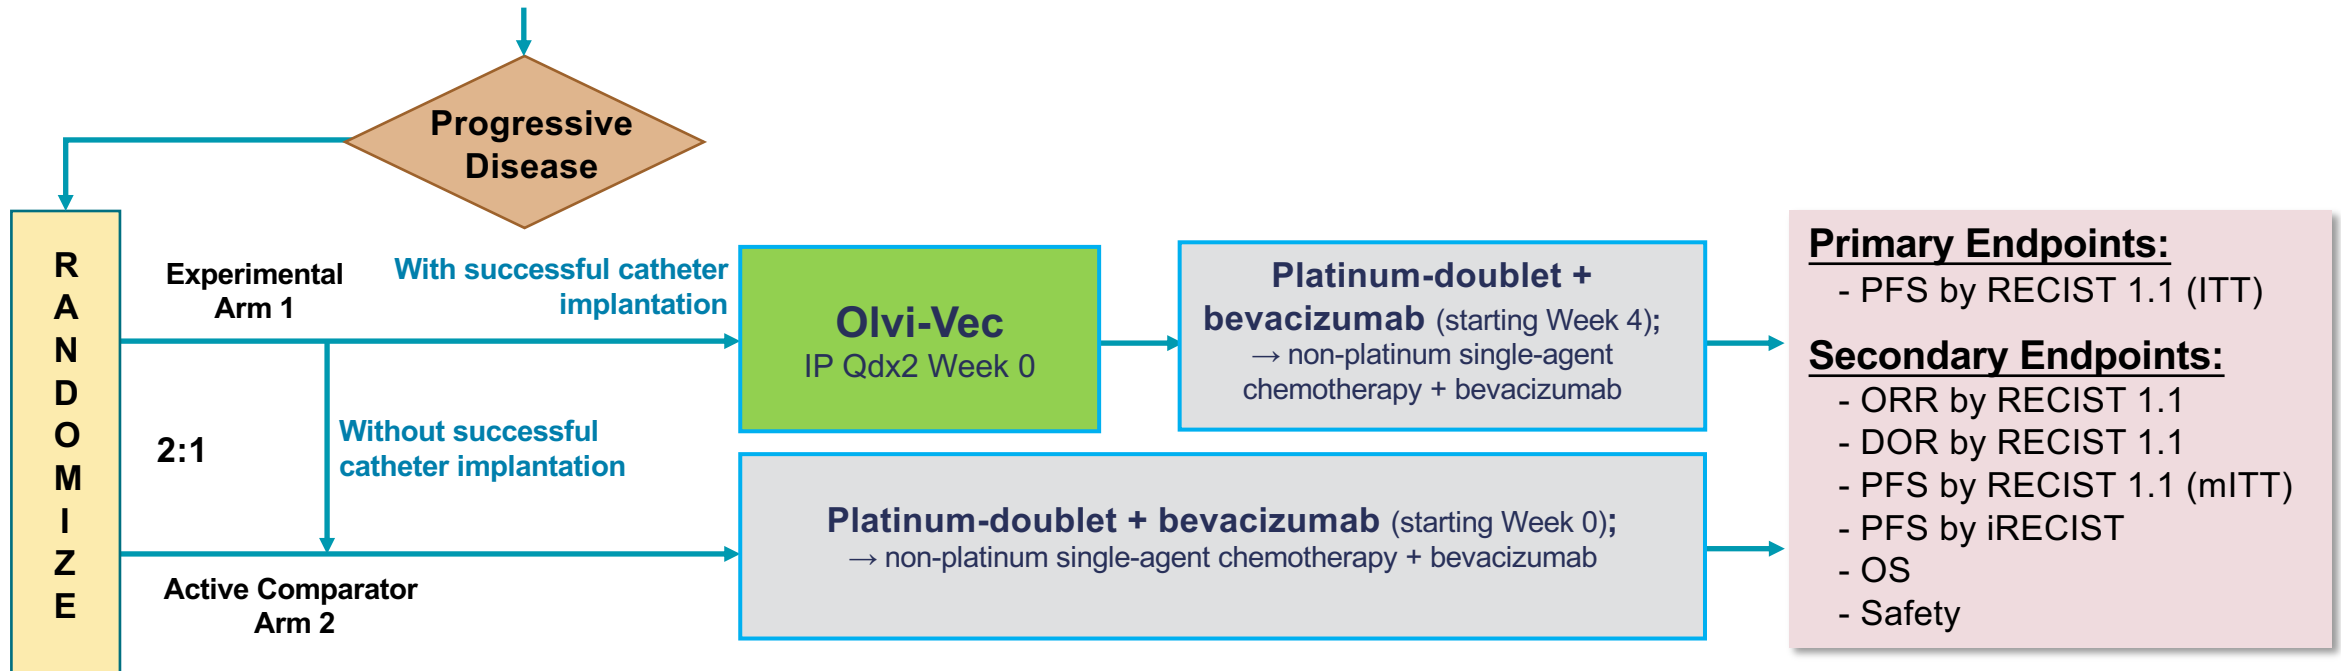 Progressive
Disease
RANDOMIZE
Experimental
Arm 1
With successful catheter
implantation
2:1
Without successful
catheter implantation
Active Comparator
Arm 2
Olvi-Vec
IP Qdx2 Week 0
Platinum-doublet +
bevacizumab (starting Week 4);
→ non-platinum single-agent
chemotherapy + bevacizumab
Platinum-doublet + bevacizumab (starting Week 0);
→ non-platinum single-agent chemotherapy + bevacizumab
Primary Endpoints:
- PFS by RECIST 1.1 (ITT)
Secondary Endpoints:
- ORR by RECIST 1.1
- DOR by RECIST 1.1
- PFS by RECIST 1.1 (mITT)
- PFS by iRECIST
- OS
- Safety